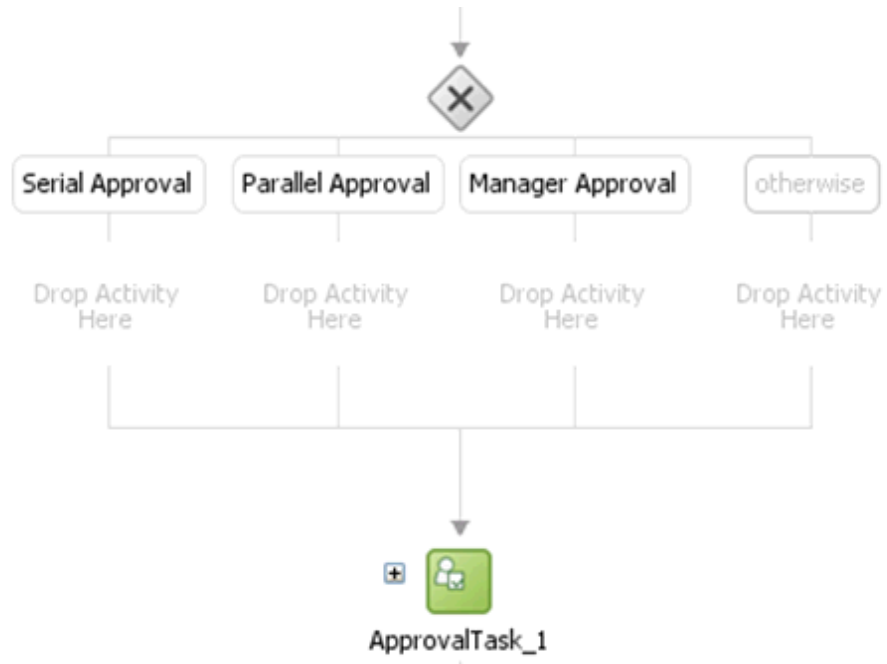 Serial Approval
Parallel Approval
Manager Approval
otherwise
Drop Activity
Here
Drop Activity
Here
Drop Activity
Here
Drop Activity
Here
ApprovalTask_1